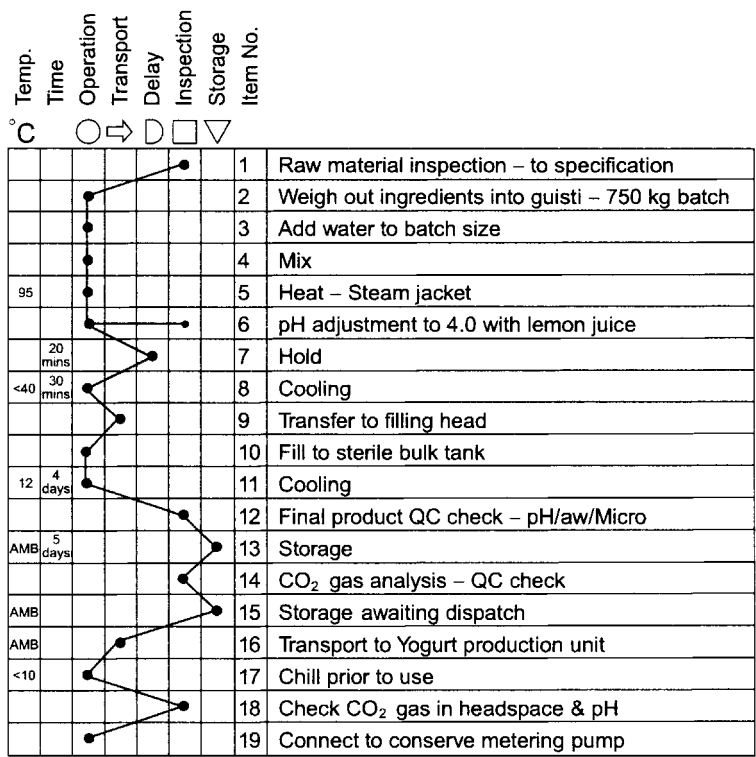 Temp.
Time
Operation
Transport
Delay
Inspection
Storage
Item No.
°C
1 Raw material inspection – to specification
2 Weigh out ingredients into guisti – 750 kg batch
3 Add water to batch size
4 Mix
95 5 Heat – Steam jacket
6 pH adjustment to 4.0 with lemon juice
20 mins 7 Hold
<40 30 mins 8 Cooling
9 Transfer to filling head
10 Fill to sterile bulk tank
12 4 days 11 Cooling
12 Final product QC check – pH/aw/Micro
AMB 5 days 13 Storage
14 CO₂ gas analysis – QC check
AMB 15 Storage awaiting dispatch
AMB 16 Transport to Yogurt production unit
<10 17 Chill prior to use
18 Check CO₂ gas in headspace & pH
19 Connect to conserve metering pump